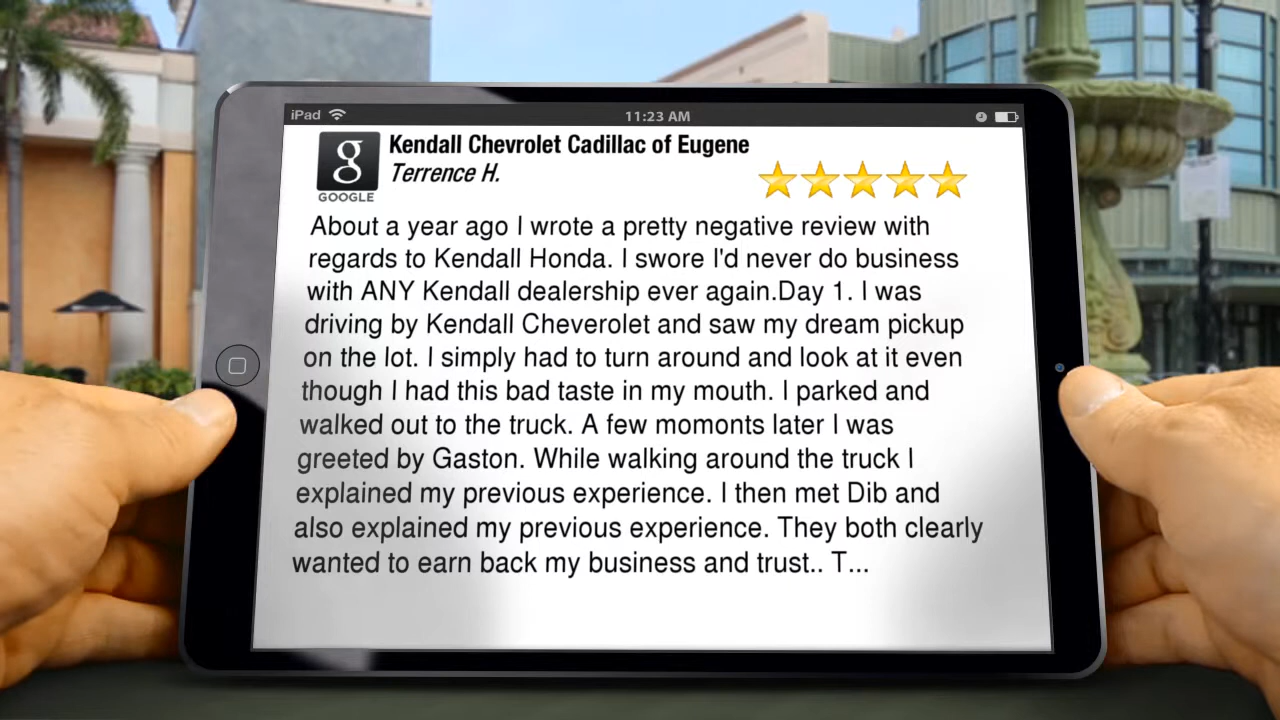 iPad 11:23 AM
g
GOOGLE
Kendall Chevrolet Cadillac of Eugene
Terrence H.
About a year ago I wrote a pretty negative review with
regards to Kendall Honda. I swore I'd never do business
with ANY Kendall dealership ever again.Day 1. I was
driving by Kendall Cheverolet and saw my dream pickup
on the lot. I simply had to turn around and look at it even
though I had this bad taste in my mouth. I parked and
walked out to the truck. A few momonts later I was
greeted by Gaston. While walking around the truck I
explained my previous experience. I then met Dib and
also explained my previous experience. They both clearly
wanted to earn back my business and trust.. T...